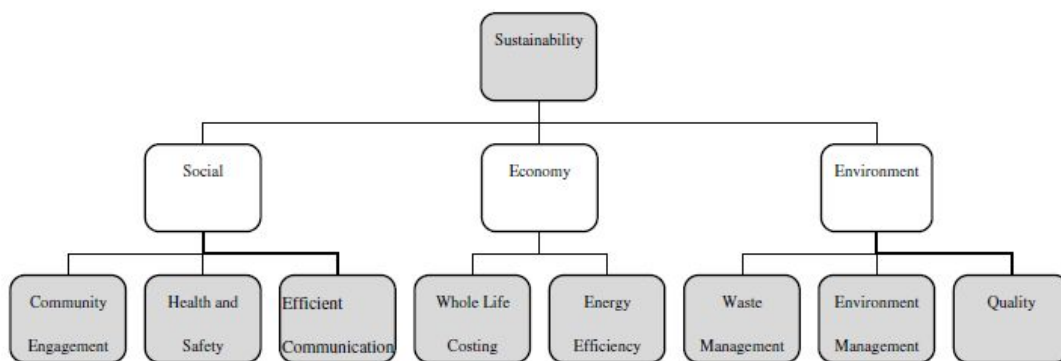 Sustainability
Social
Economy
Environment
Community
Engagement
Health and
Safety
Efficient
Communication
Whole Life
Costing
Energy
Efficiency
Waste
Management
Environment
Management
Quality